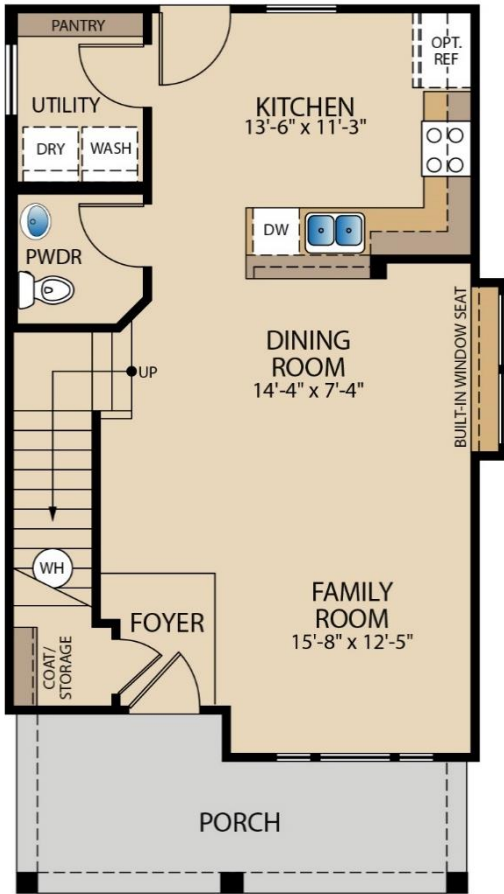 PANTRY
OPT.
REF
UTILITY
KITCHEN
13'-6" x 11'-3"
DRY
WASH
DW
PWDR
DINING
ROOM
14'-4" x 7'-4"
BUILT-IN WINDOW SEAT
UP
WH
FAMILY
ROOM
15'-8" x 12'-5"
FOYER
COAT/
STORAGE
PORCH